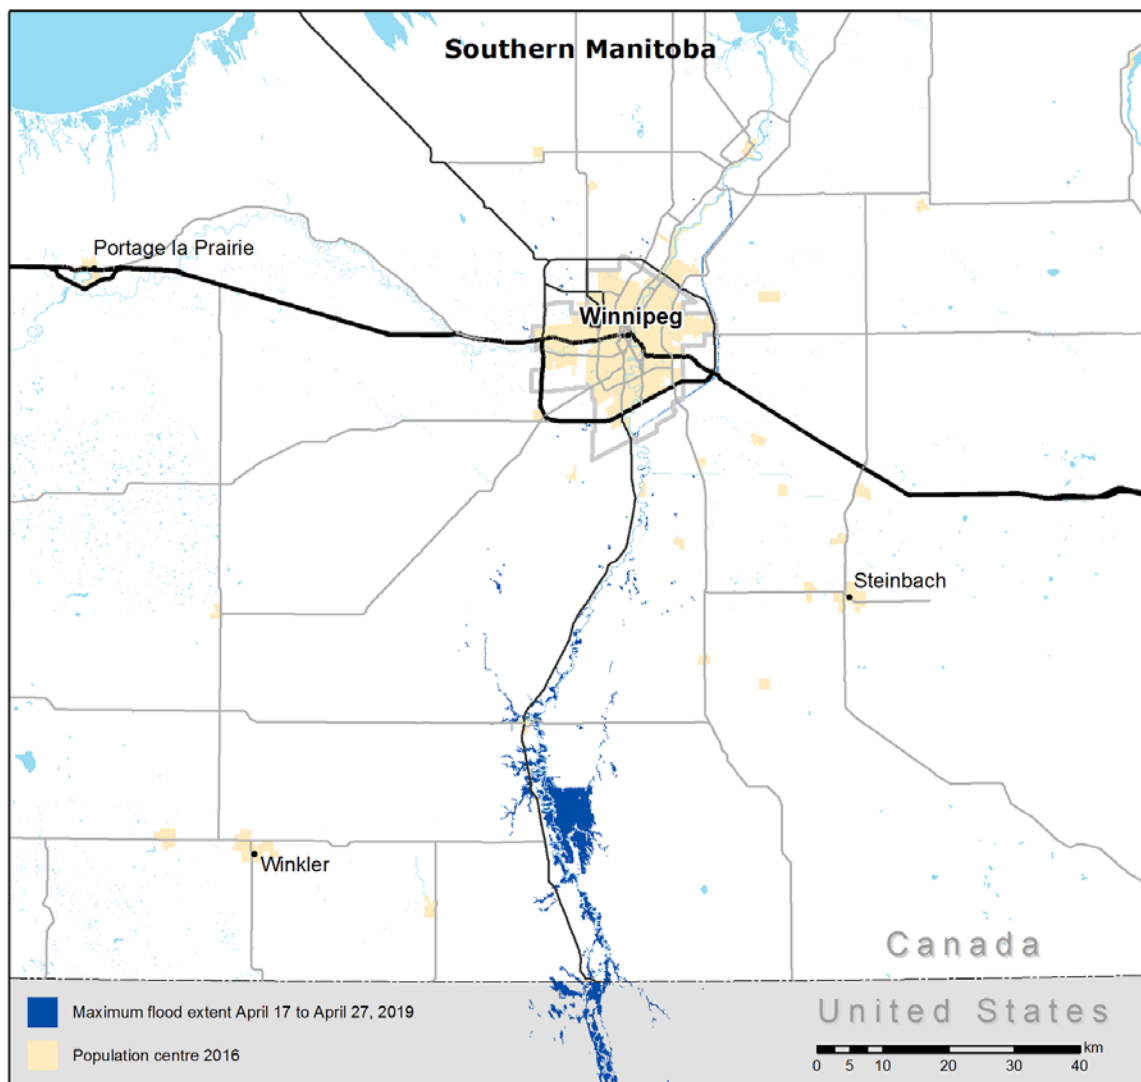 Southern Manitoba
Portage la Prairie
Winnipeg
Steinbach
Winkler
Canada
United States
Maximum flood extent April 17 to April 27, 2019
Population centre 2016
km
0 5 10 20 30 40